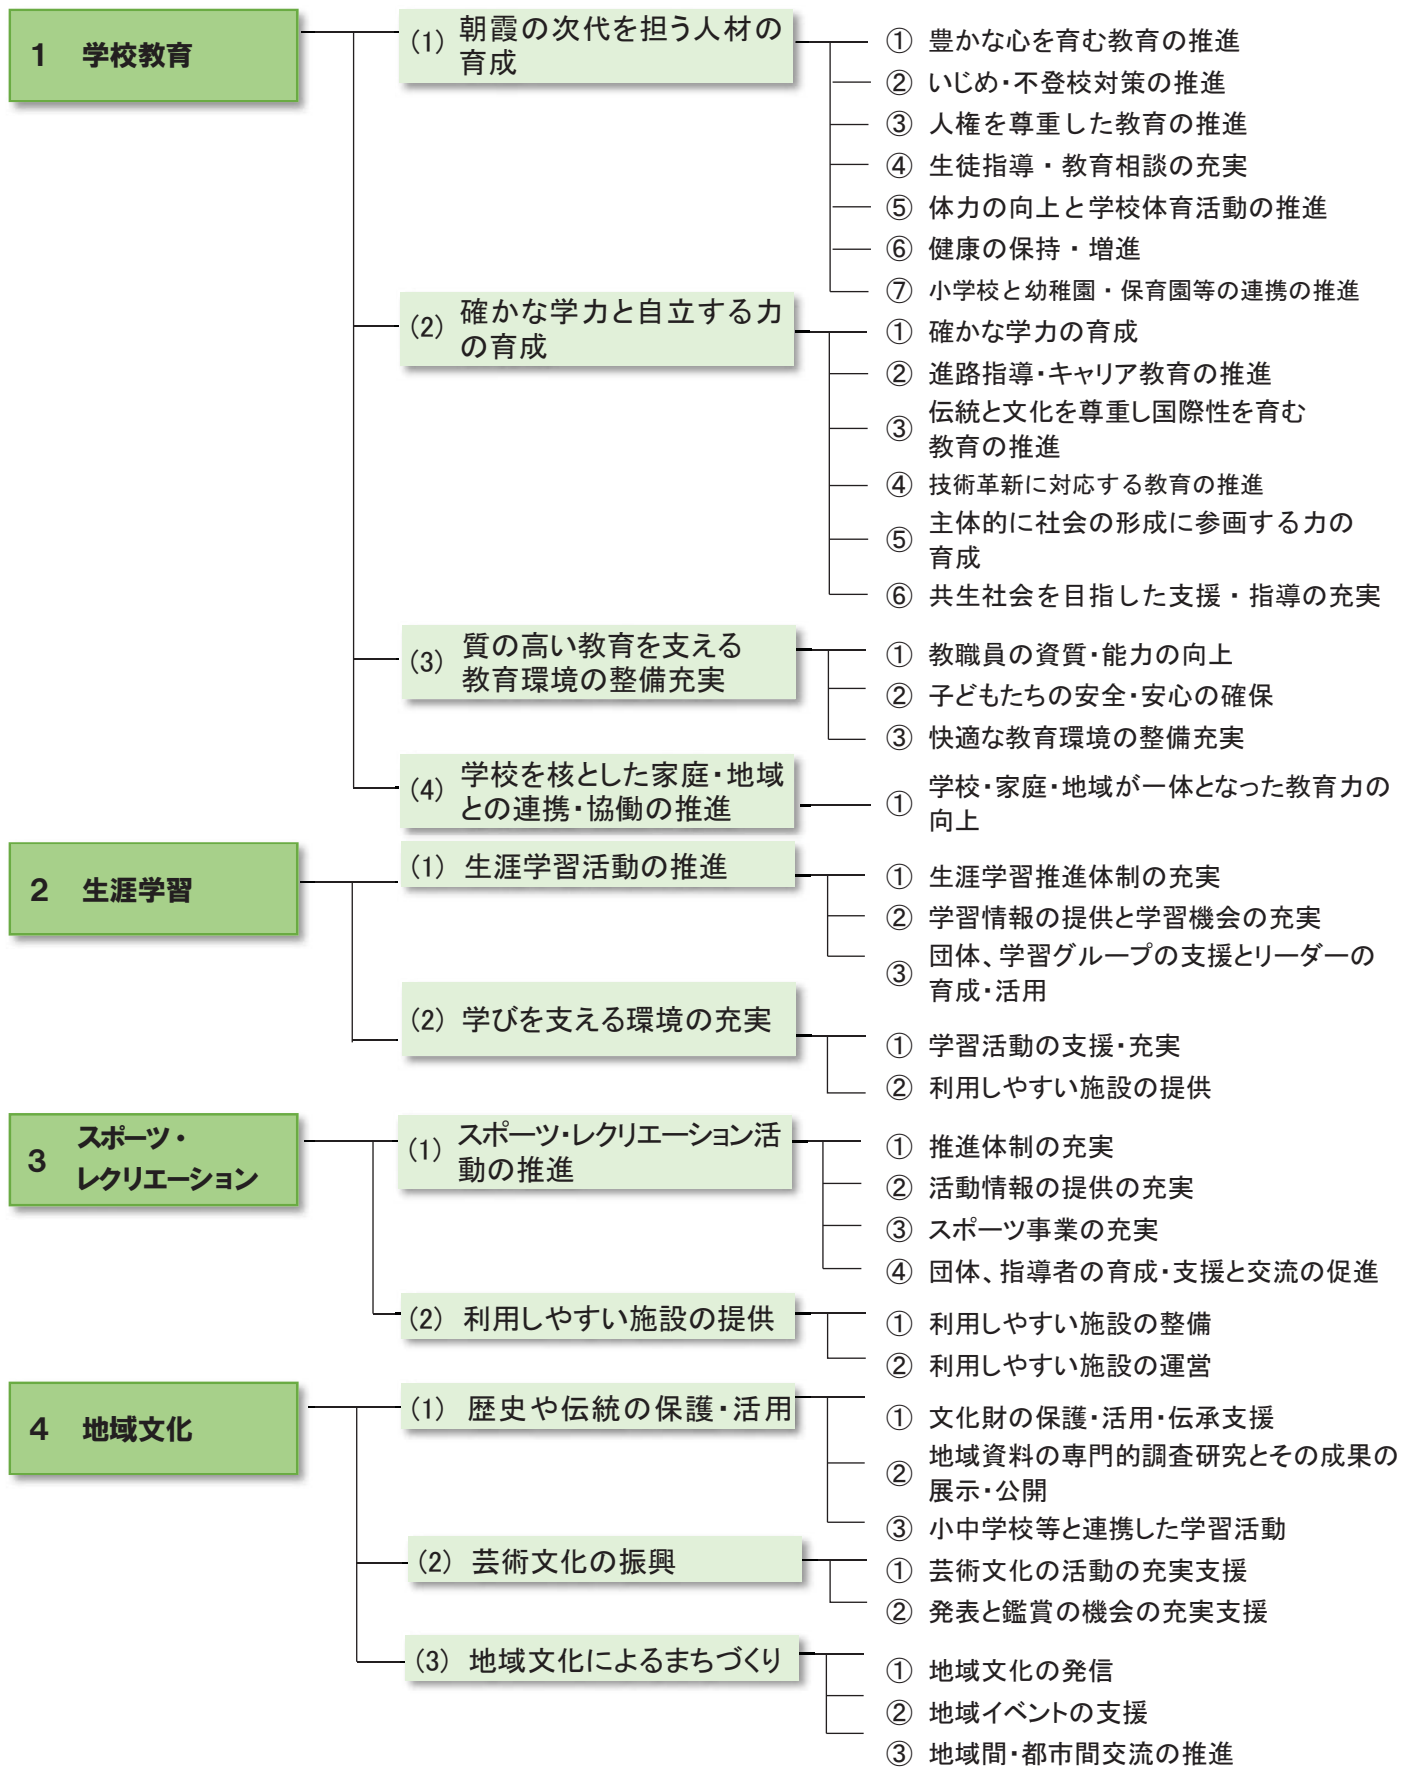 1 学校教育
(1) 朝霞の次代を担う人材の
育成
① 豊かな心を育む教育の推進
② いじめ・不登校対策の推進
③ 人権を尊重した教育の推進
④ 生徒指導・教育相談の充実
⑤ 体力の向上と学校体育活動の推進
⑥ 健康の保持・増進
⑦ 小学校と幼稚園・保育園等の連携の推進
(2) 確かな学力と自立する力
の育成
① 確かな学力の育成
② 進路指導・キャリア教育の推進
③ 伝統と文化を尊重し国際性を育む
教育の推進
④ 技術革新に対応する教育の推進
⑤ 主体的に社会の形成に参画する力の
育成
⑥ 共生社会を目指した支援・指導の充実
(3) 質の高い教育を支える
教育環境の整備充実
① 教職員の資質・能力の向上
② 子どもたちの安全・安心の確保
③ 快適な教育環境の整備充実
(4) 学校を核とした家庭・地域
との連携・協働の推進
① 学校・家庭・地域が一体となった教育力の
向上
2 生涯学習
(1) 生涯学習活動の推進
① 生涯学習推進体制の充実
② 学習情報の提供と学習機会の充実
③ 団体、学習グループの支援とリーダーの
育成・活用
(2) 学びを支える環境の充実
① 学習活動の支援・充実
② 利用しやすい施設の提供
3 スポーツ・
レクリエーション
(1) スポーツ・レクリエーション活
動の推進
① 推進体制の充実
② 活動情報の提供の充実
③ スポーツ事業の充実
④ 団体、指導者の育成・支援と交流の促進
(2) 利用しやすい施設の提供
① 利用しやすい施設の整備
② 利用しやすい施設の運営
4 地域文化
(1) 歴史や伝統の保護・活用
① 文化財の保護・活用・伝承支援
② 地域資料の専門的調査研究とその成果の
展示・公開
③ 小中学校等と連携した学習活動
(2) 芸術文化の振興
① 芸術文化の活動の充実支援
② 発表と鑑賞の機会の充実支援
(3) 地域文化によるまちづくり
① 地域文化の発信
② 地域イベントの支援
③ 地域間・都市間交流の推進